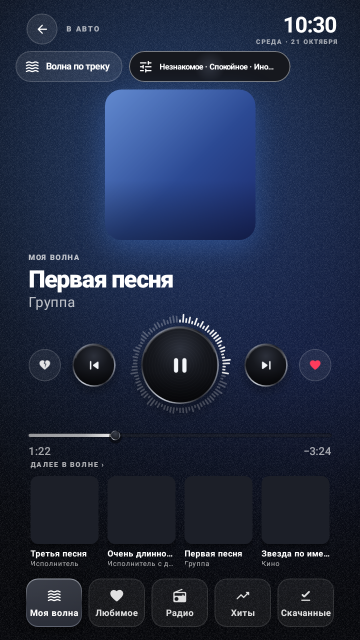 В АВТО
10:30
СРЕДА · 21 ОКТЯБРЯ
Волна по треку
Незнакомое · Спокойное · Ино…
МОЯ ВОЛНА
Первая песня
Группа
1:22
−3:24
ДАЛЕЕ В ВОЛНЕ ›
Третья песня
Очень длинно…
Первая песня
Звезда по име…
Исполнитель
Исполнитель с д…
Группа
Кино
Моя волна
Любимое
Радио
Хиты
Скачанные